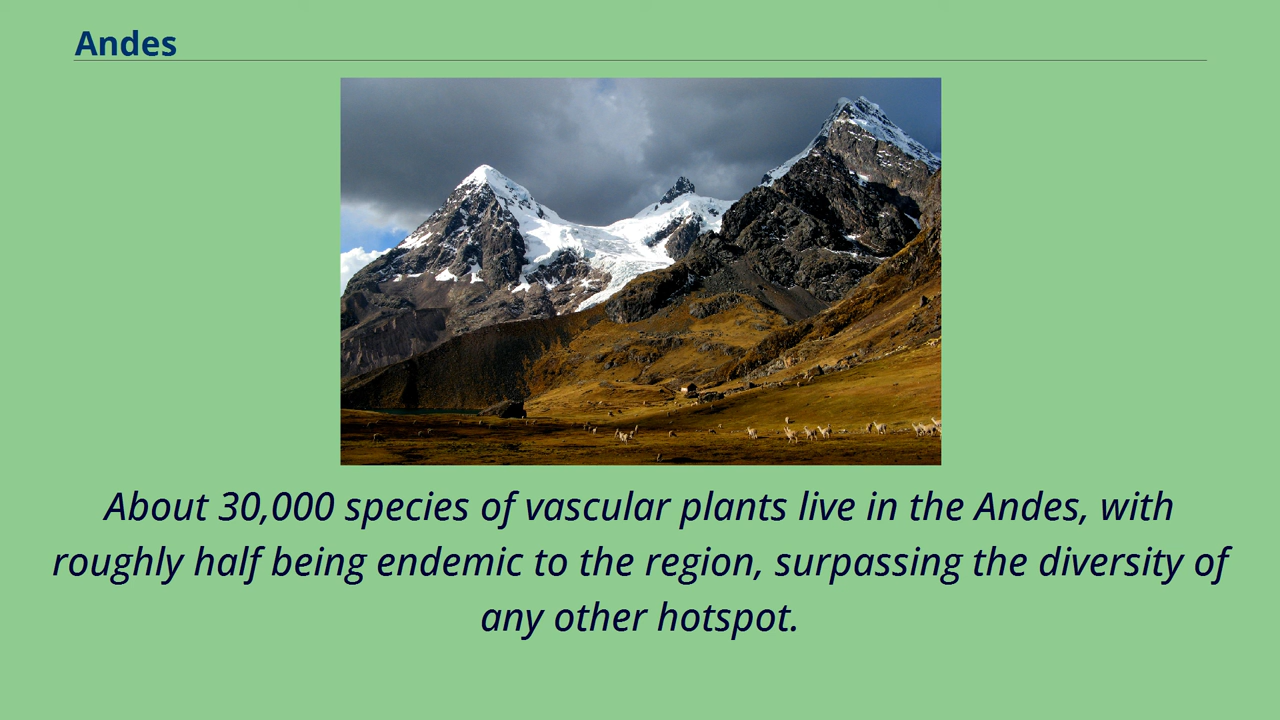 Andes
About 30,000 species of vascular plants live in the Andes, with
roughly half being endemic to the region, surpassing the diversity of
any other hotspot.